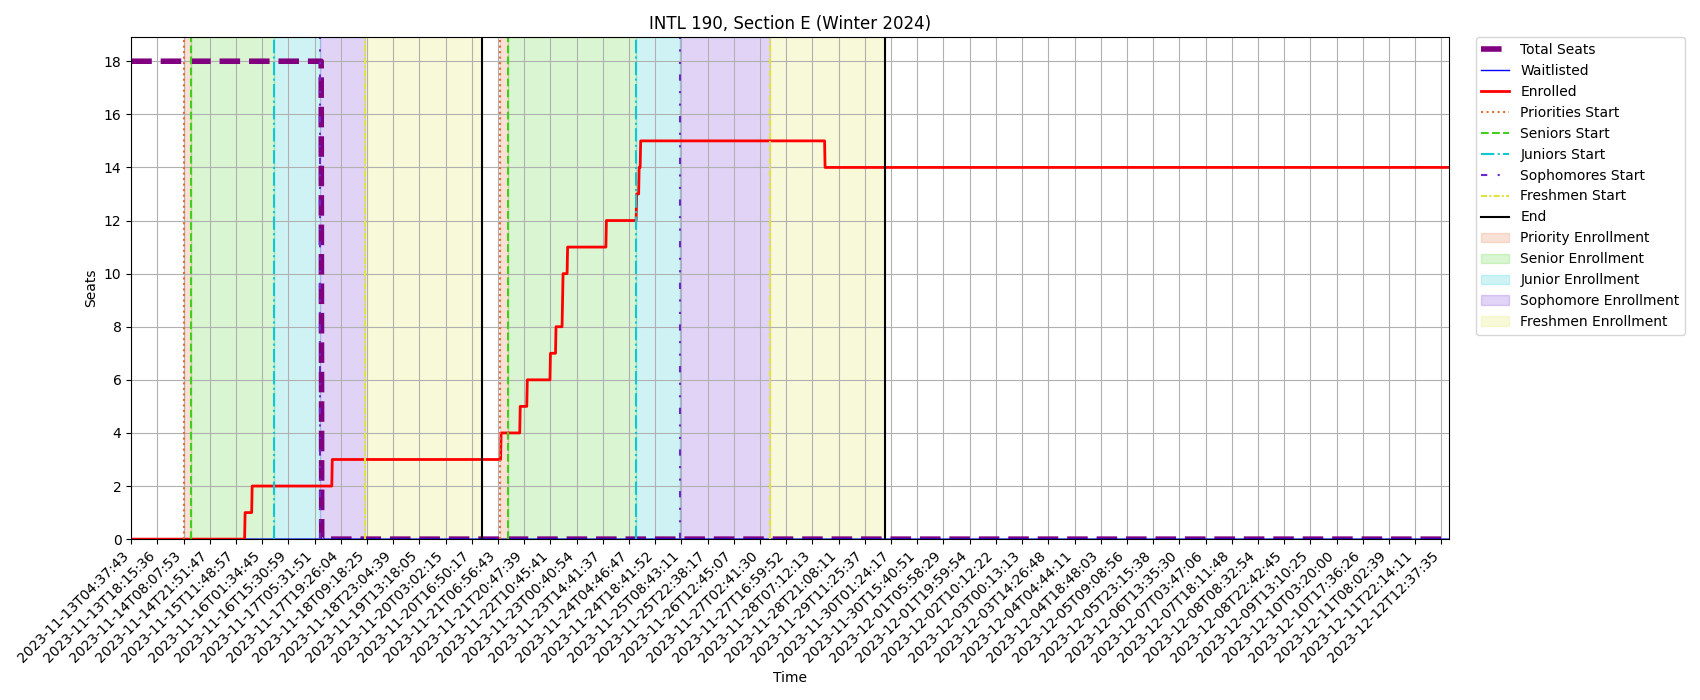 INTL 190, Section E (Winter 2024)
Seats
18
16
14
12
10
8
6
4
2
0
2023-11-13T04:37:43
2023-11-13T18:15:36
2023-11-14T08:07:53
2023-11-14T21:51:47
2023-11-15T11:48:57
2023-11-16T01:34:45
2023-11-16T15:30:59
2023-11-17T05:31:51
2023-11-17T19:26:04
2023-11-18T09:18:25
2023-11-18T23:04:39
2023-11-19T13:18:05
2023-11-20T03:02:15
2023-11-20T16:50:17
2023-11-21T06:56:43
2023-11-21T20:47:39
2023-11-22T10:45:41
2023-11-23T00:40:54
2023-11-23T14:41:37
2023-11-24T04:46:47
2023-11-24T18:41:52
2023-11-25T08:43:11
2023-11-25T22:38:17
2023-11-26T12:45:07
2023-11-27T02:41:30
2023-11-27T16:59:52
2023-11-28T07:12:13
2023-11-28T21:08:11
2023-11-29T11:25:37
2023-11-30T01:24:17
2023-11-30T15:40:51
2023-12-01T05:58:29
2023-12-01T19:59:54
2023-12-02T10:12:22
2023-12-03T00:13:13
2023-12-03T14:26:48
2023-12-04T04:44:11
2023-12-04T18:48:03
2023-12-05T09:08:56
2023-12-05T23:15:38
2023-12-06T13:35:30
2023-12-07T03:47:06
2023-12-07T18:11:48
2023-12-08T08:32:54
2023-12-08T22:42:45
2023-12-09T13:10:25
2023-12-10T03:20:00
2023-12-10T17:36:26
2023-12-11T08:02:39
2023-12-11T22:14:11
2023-12-12T12:37:35
Time
Total Seats
Waitlisted
Enrolled
Priorities Start
Seniors Start
Juniors Start
Sophomores Start
Freshmen Start
End
Priority Enrollment
Senior Enrollment
Junior Enrollment
Sophomore Enrollment
Freshmen Enrollment